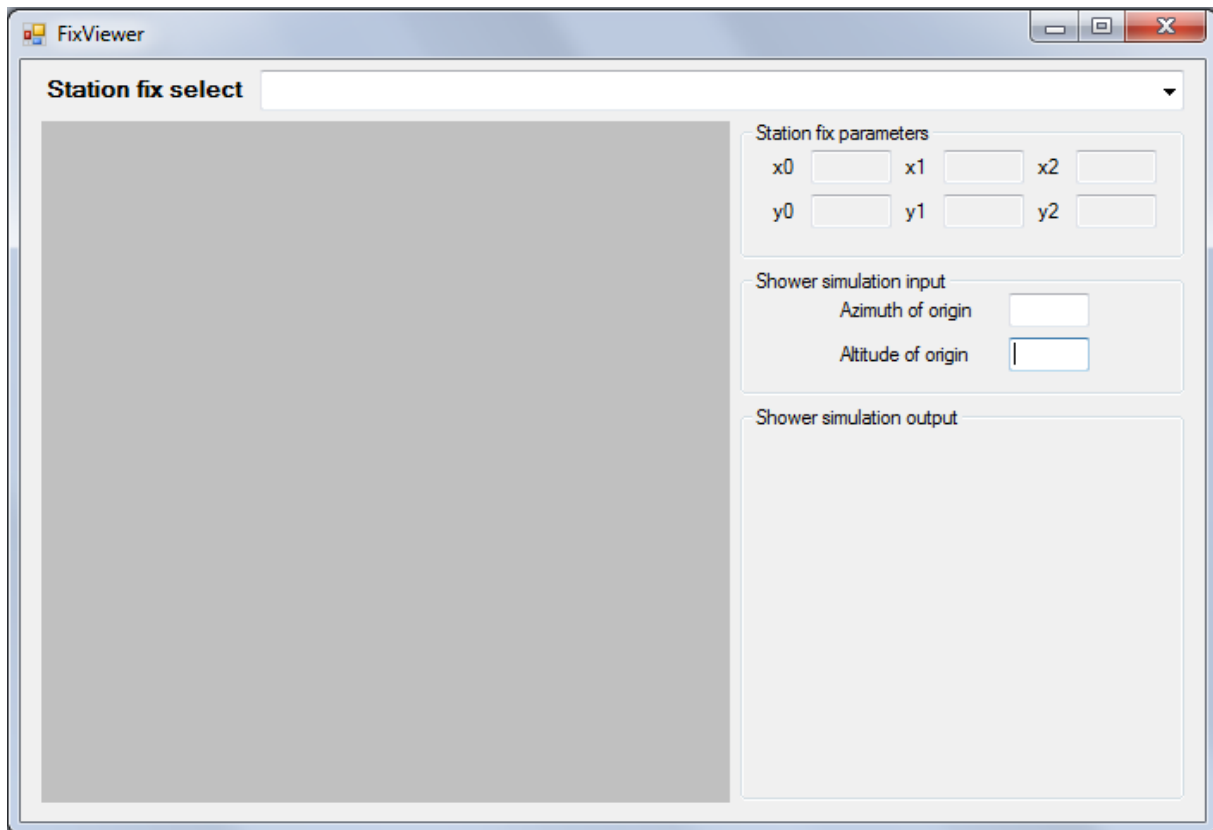 FixViewer
Station fix select
Station fix parameters
x0 x1 x2
y0 y1 y2
Shower simulation input
Azimuth of origin
Altitude of origin
Shower simulation output